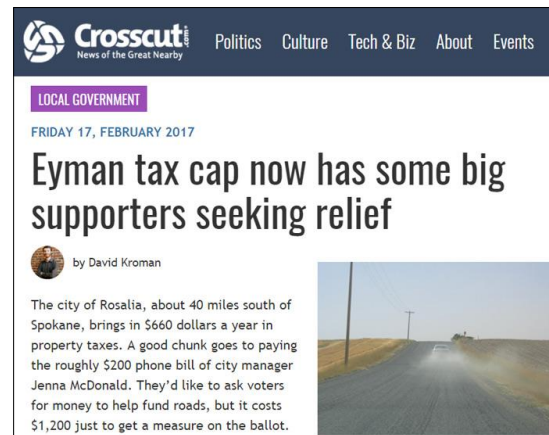 Crosscut
News of the Great Nearby
Politics Culture Tech & Biz About Events
LOCAL GOVERNMENT
FRIDAY 17, FEBRUARY 2017
Eyman tax cap now has some big
supporters seeking relief
by David Kroman
The city of Rosalia, about 40 miles south of
Spokane, brings in $660 dollars a year in
property taxes. A good chunk goes to paying
the roughly $200 phone bill of city manager
Jenna McDonald. They’d like to ask voters
for money to help fund roads, but it costs
$1,200 just to get a measure on the ballot.